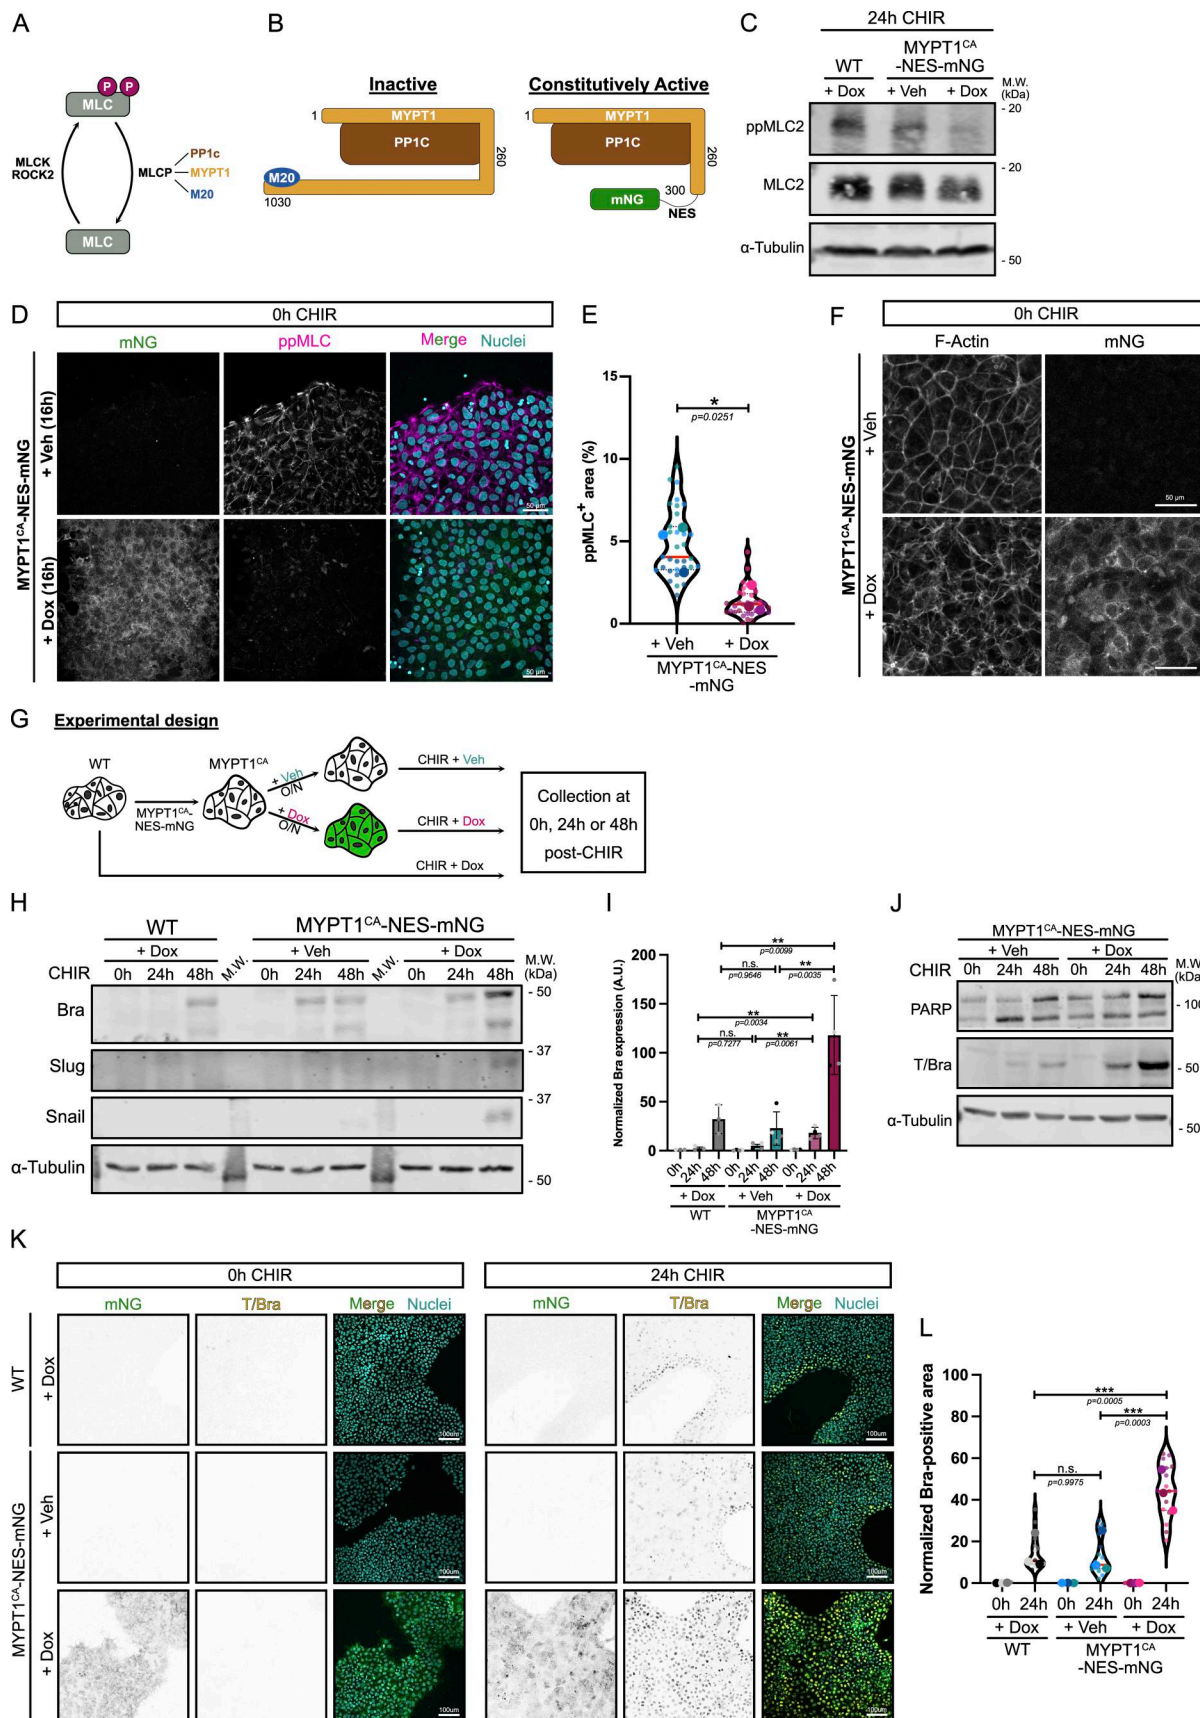 A
P P
MLC
MLCK
ROCK2
MLCP
PP1c
MYPT1
M20
MLC
B
Inactive
Constitutively Active
1
MYPT1
PP1C
260
M20
1030
1
MYPT1
PP1C
260
300
mNG
NES
C
24h CHIR
WT
MYPT1CA
-NES-mNG
+ Dox + Veh + Dox
M.W.
(kDa)
ppMLC2
- 20
MLC2
- 20
α-Tubulin
- 50
D
0h CHIR
mNG ppMLC Merge Nuclei
MYPT1CA-NES-mNG
+ Veh (16h)
50 µm
+ Dox (16h)
50 µm
E
ppMLC+ area (%)
15
10
5
0
*
p=0.0251
+ Veh + Dox
MYPT1CA-NES
-mNG
F
0h CHIR
F-Actin mNG
MYPT1CA-NES-mNG
+ Veh
50 µm
+ Dox
G
Experimental design
WT
MYPT1CA-
NES-mNG
MYPT1CA
+ Veh
O/N
+ Dox
O/N
CHIR + Veh
CHIR + Dox
CHIR + Dox
Collection at
0h, 24h or 48h
post-CHIR
H
WT MYPT1CA-NES-mNG
+ Dox + Veh + Dox
CHIR 0h 24h 48h M.W. 0h 24h 48h M.W. 0h 24h 48h
M.W.
(kDa)
Bra
- 50
Slug
- 37
Snail
- 37
α-Tubulin
- 50
I
Normalized Bra expression (A.U.)
200
150
100
50
0
**
p=0.0099
n.s.
p=0.9646
**
p=0.0035
**
p=0.0034
n.s.
p=0.7277
**
p=0.0061
0h 24h 48h 0h 24h 48h 0h 24h 48h
+ Dox + Veh + Dox
WT MYPT1CA
-NES-mNG
J
MYPT1CA-NES-mNG
+ Veh + Dox
CHIR 0h 24h 48h 0h 24h 48h
M.W.
(kDa)
PARP
- 100
T/Bra
- 50
α-Tubulin
- 50
K
0h CHIR 24h CHIR
mNG T/Bra Merge Nuclei mNG T/Bra Merge Nuclei
WT
+ Dox
100um 100um
MYPT1CA-NES-mNG
+ Veh
100um 100um
+ Dox
100um 100um
L
Normalized Bra-positive area
100
80
60
40
20
0
***
p=0.0005
***
p=0.0003
n.s.
p=0.9975
0h 24h 0h 24h 0h 24h
+ Dox + Veh + Dox
WT MYPT1CA
-NES-mNG